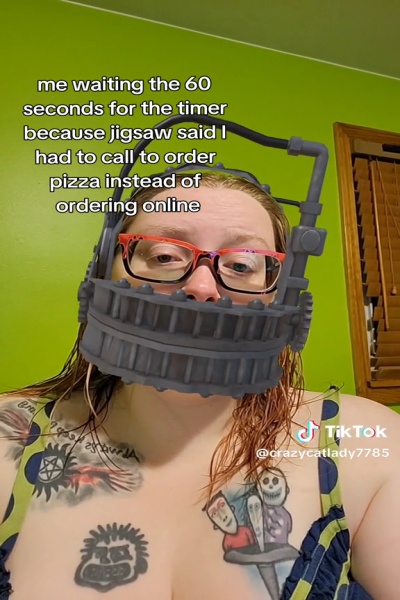 me waiting the 60
seconds for the timer
because jigsaw said I
had to call to order
pizza instead of
ordering online
TikTok
@crazycatlady7785